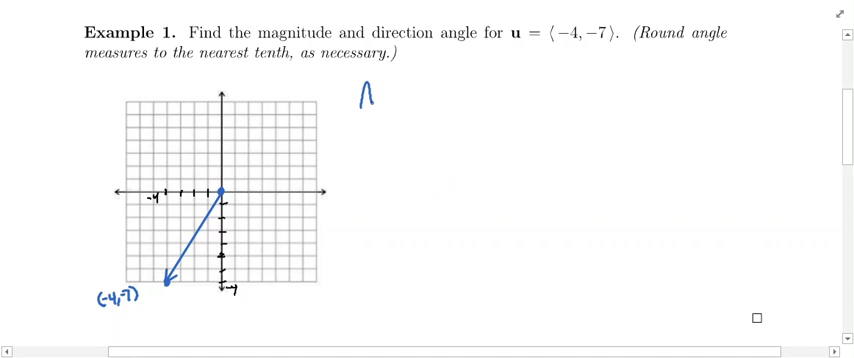 Example 1. Find the magnitude and direction angle for u = ⟨−4, −7⟩. (Round angle
measures to the nearest tenth, as necessary.)
-4
(-4,-7)
-7